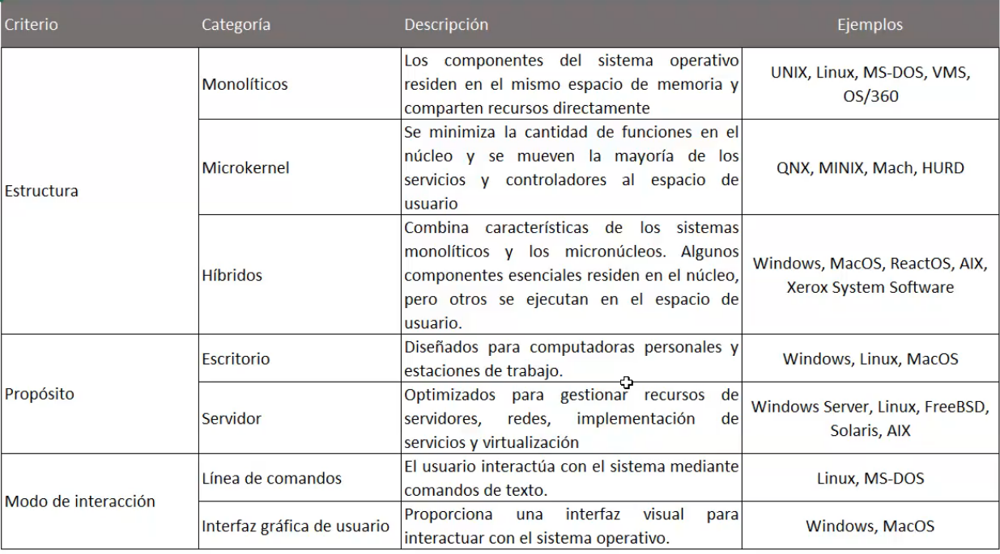 Criterio Categoría Descripción Ejemplos
Estructura
Monolíticos
Los componentes del sistema operativo
residen en el mismo espacio de memoria y
comparten recursos directamente
UNIX, Linux, MS-DOS, VMS,
OS/360
Microkernel
Se minimiza la cantidad de funciones en el
núcleo y se mueven la mayoría de los
servicios y controladores al espacio de
usuario
QNX, MINIX, Mach, HURD
Híbridos
Combina características de los sistemas
monolíticos y los micronúcleos. Algunos
componentes esenciales residen en el núcleo,
pero otros se ejecutan en el espacio de
usuario.
Windows, MacOS, ReactOS, AIX,
Xerox System Software
Propósito
Escritorio
Diseñados para computadoras personales y
estaciones de trabajo.
Windows, Linux, MacOS
Servidor
Optimizados para gestionar recursos de
servidores, redes, implementación de
servicios y virtualización
Windows Server, Linux, FreeBSD,
Solaris, AIX
Modo de interacción
Línea de comandos
El usuario interactúa con el sistema mediante
comandos de texto.
Linux, MS-DOS
Interfaz gráfica de usuario
Proporciona una interfaz visual para
interactuar con el sistema operativo.
Windows, MacOS